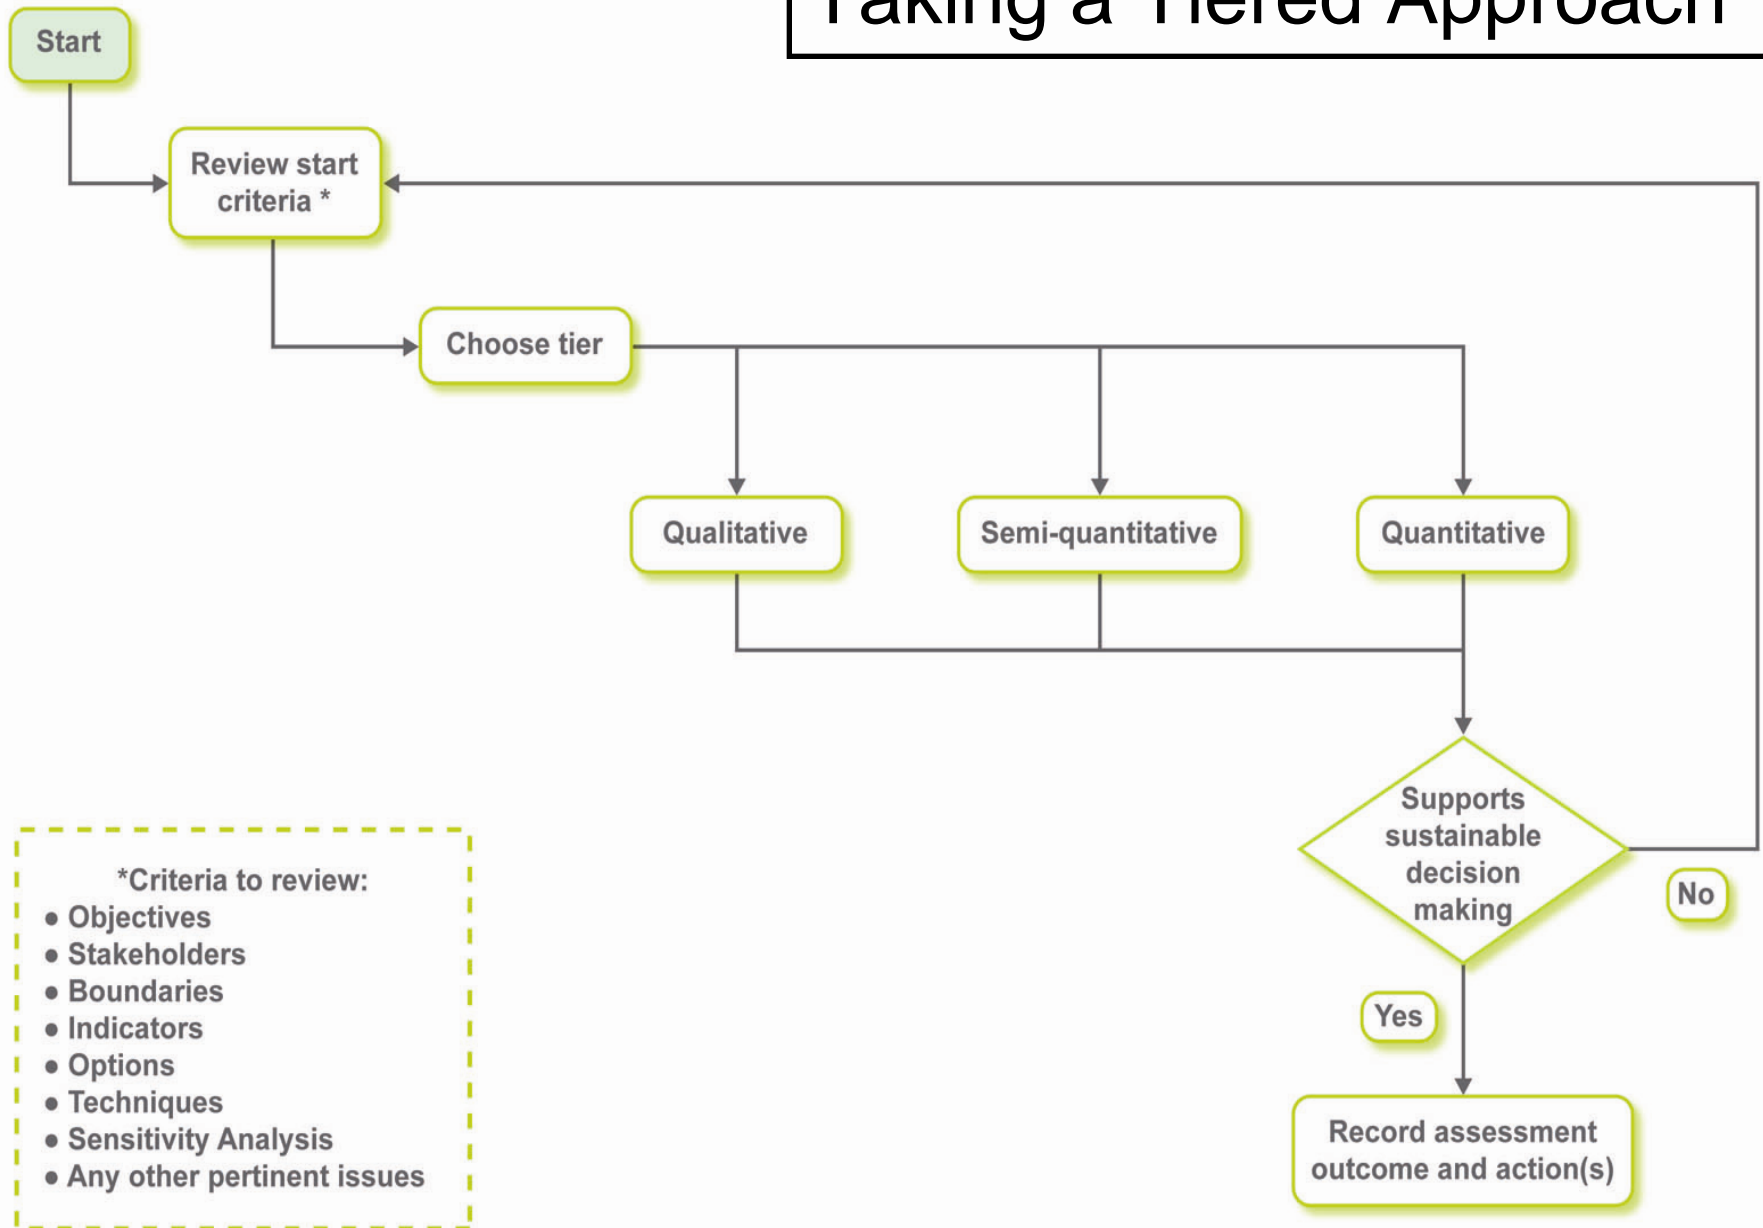 Taking a Tiered Approach
Start
Review start
criteria *
Choose tier
Qualitative
Semi-quantitative
Quantitative
Supports
sustainable
decision
making
No
Yes
Record assessment
outcome and action(s)
*Criteria to review:
● Objectives
● Stakeholders
● Boundaries
● Indicators
● Options
● Techniques
● Sensitivity Analysis
● Any other pertinent issues